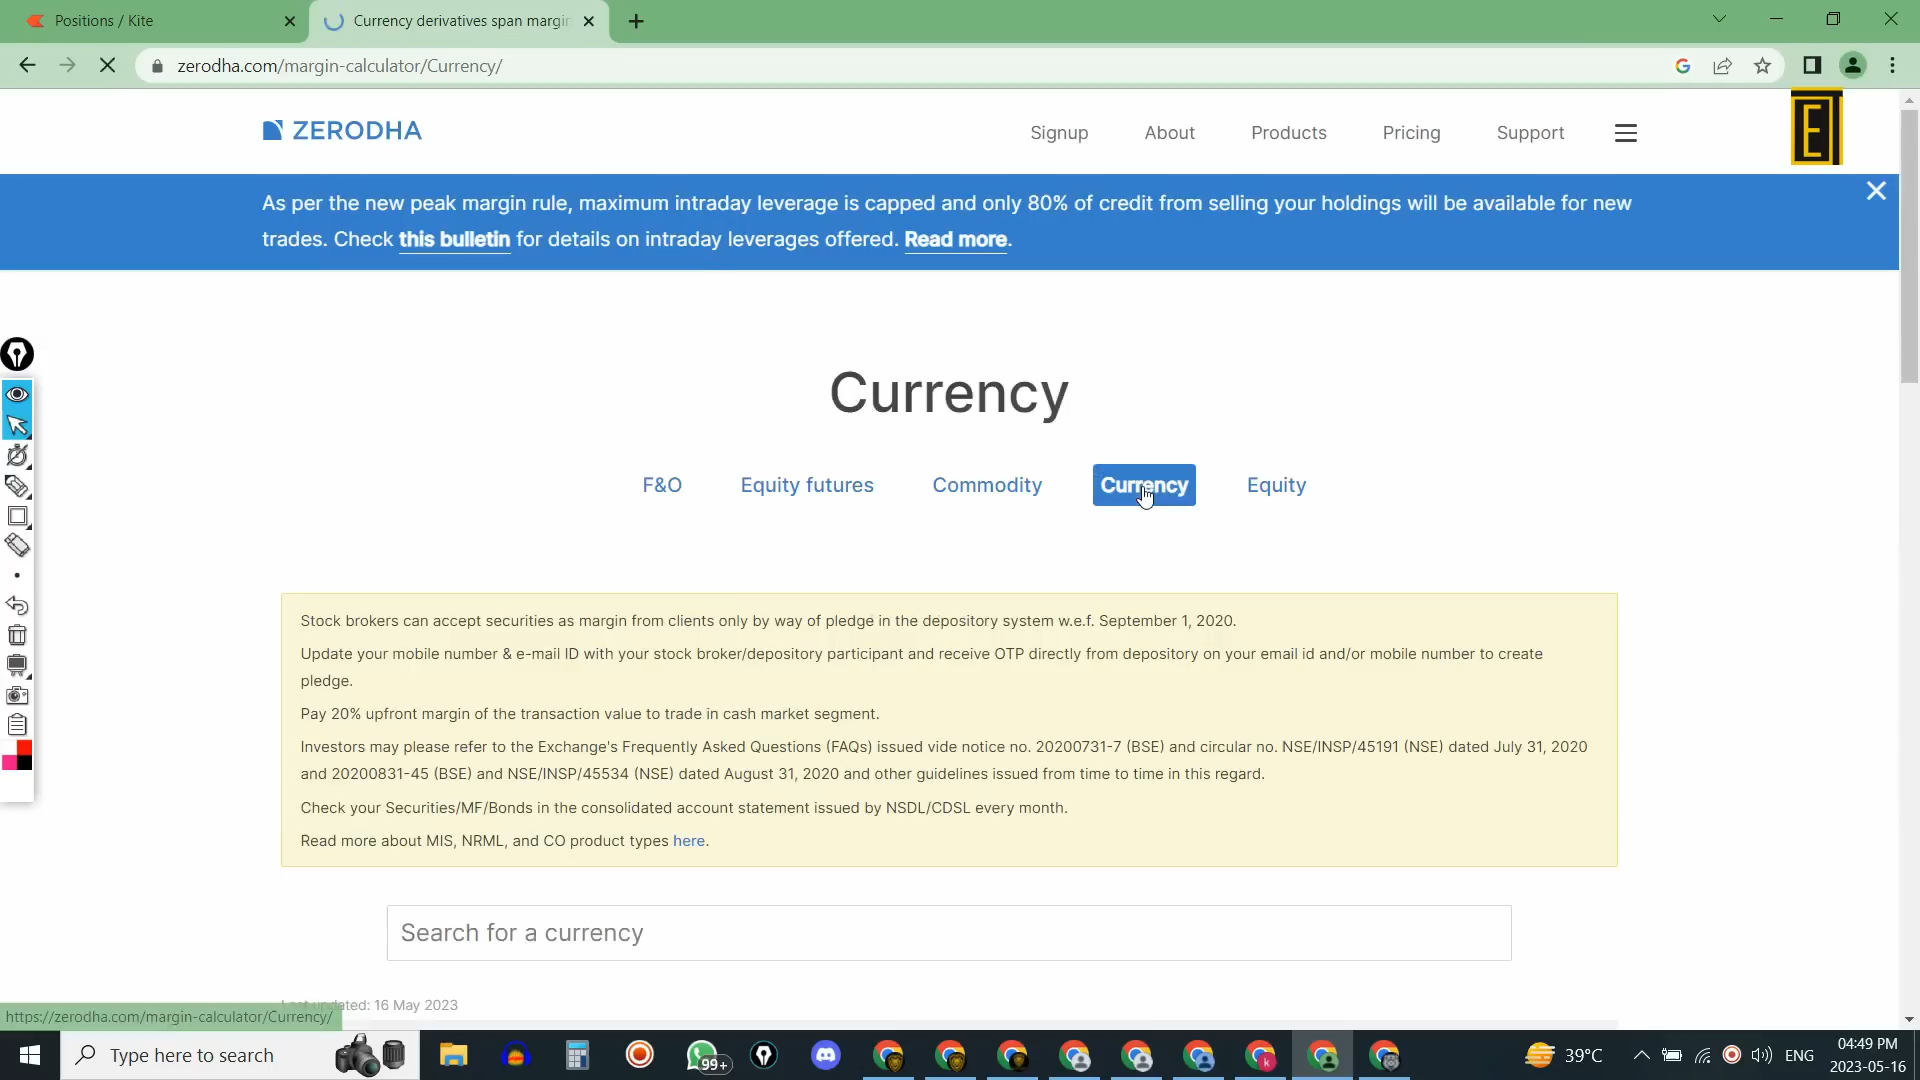 Positions / Kite
Currency derivatives span margin
zerodha.com/margin-calculator/Currency/
ZERODHA
Signup
About
Products
Pricing
Support
E
As per the new peak margin rule, maximum intraday leverage is capped and only 80% of credit from selling your holdings will be available for new
trades. Check this bulletin for details on intraday leverages offered. Read more.
Currency
F&O
Equity futures
Commodity
Currency
Equity
Stock brokers can accept securities as margin from clients only by way of pledge in the depository system w.e.f. September 1, 2020.
Update your mobile number & e-mail ID with your stock broker/depository participant and receive OTP directly from depository on your email id and/or mobile number to create
pledge.
Pay 20% upfront margin of the transaction value to trade in cash market segment.
Investors may please refer to the Exchange's Frequently Asked Questions (FAQs) issued vide notice no. 20200731-7 (BSE) and circular no. NSE/INSP/45191 (NSE) dated July 31, 2020
and 20200831-45 (BSE) and NSE/INSP/45534 (NSE) dated August 31, 2020 and other guidelines issued from time to time in this regard.
Check your Securities/MF/Bonds in the consolidated account statement issued by NSDL/CDSL every month.
Read more about MIS, NRML, and CO product types here.
Search for a currency
Last updated: 16 May 2023
https://zerodha.com/margin-calculator/Currency/
Type here to search
99+
k
39°C
ENG
04:49 PM
2023-05-16